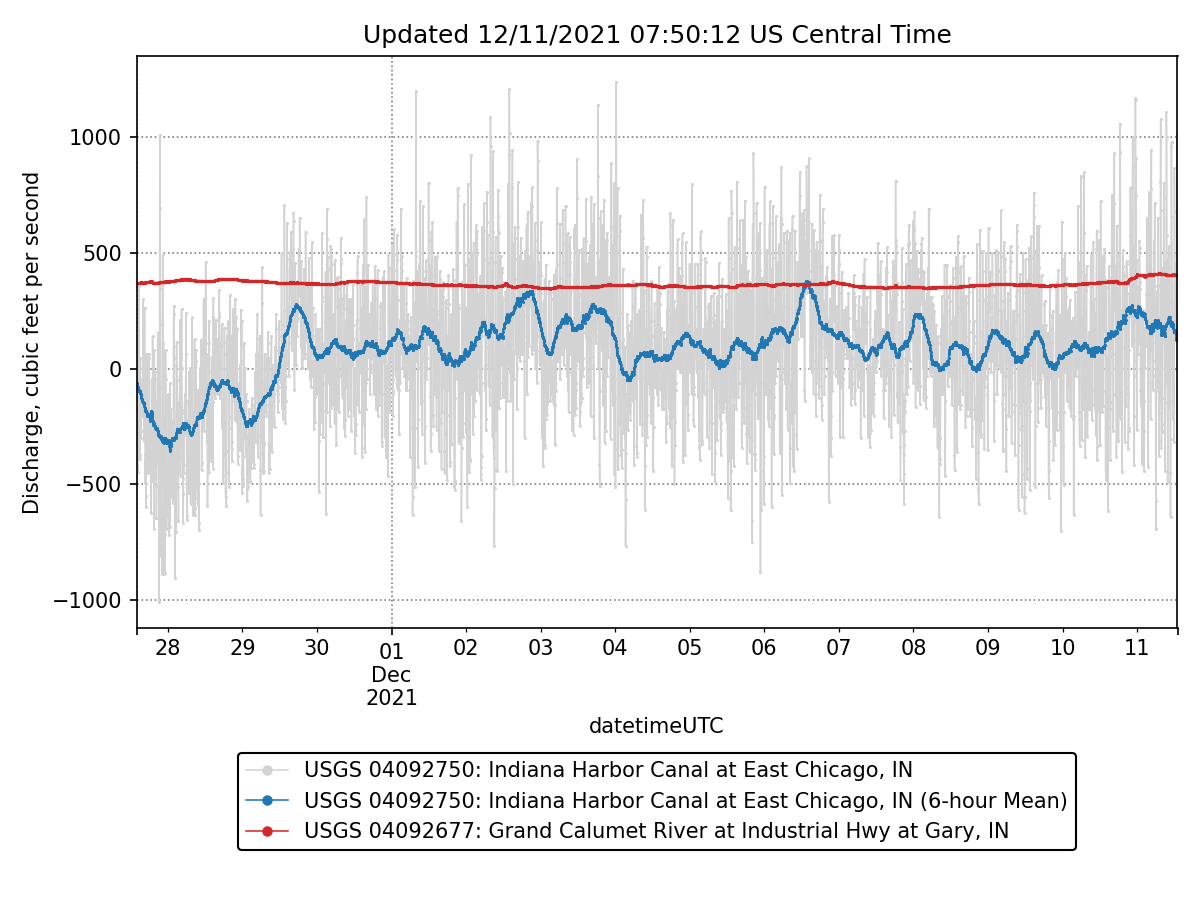 Updated 12/11/2021 07:50:12 US Central Time
Discharge, cubic feet per second
1000
500
0
−500
−1000
28 29 30 01 02 03 04 05 06 07 08 09 10 11
Dec
2021
datetimeUTC
USGS 04092750: Indiana Harbor Canal at East Chicago, IN
USGS 04092750: Indiana Harbor Canal at East Chicago, IN (6-hour Mean)
USGS 04092677: Grand Calumet River at Industrial Hwy at Gary, IN